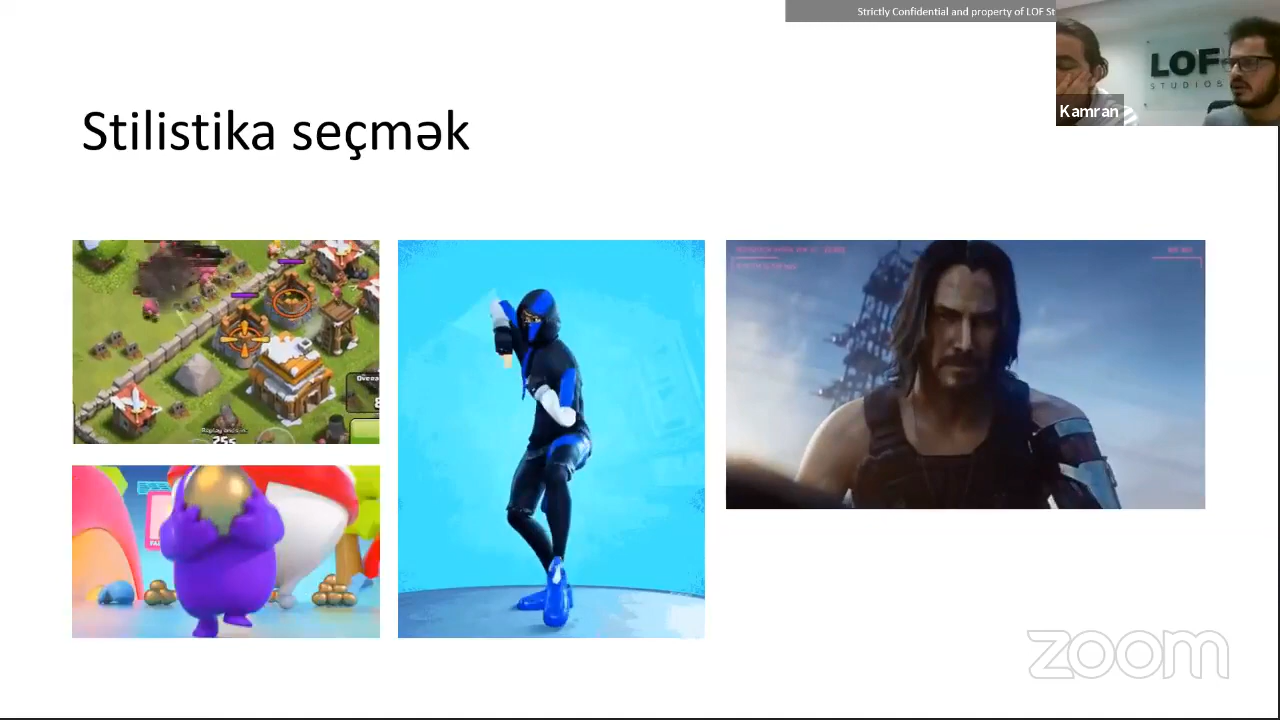 Strictly Confidential and property of LOF St
LOF
STUDIOS
Kamran
Stilistika seçmək
zoom